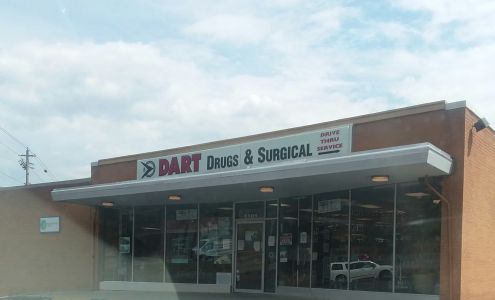 DART DRUGS & SURGICAL
DRIVE
THRU
SERVICE